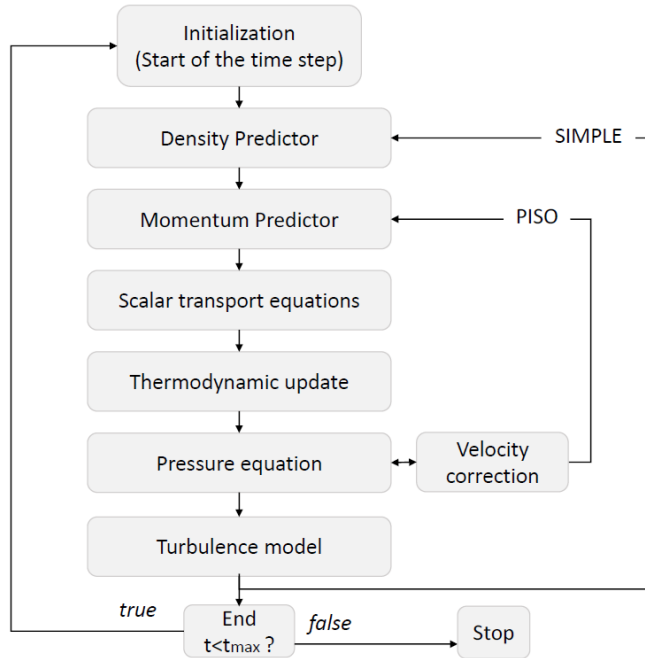 Initialization
(Start of the time step)
Density Predictor
SIMPLE
Momentum Predictor
PISO
Scalar transport equations
Thermodynamic update
Pressure equation
Velocity
correction
Turbulence model
true
End
t<tmax ?
false
Stop